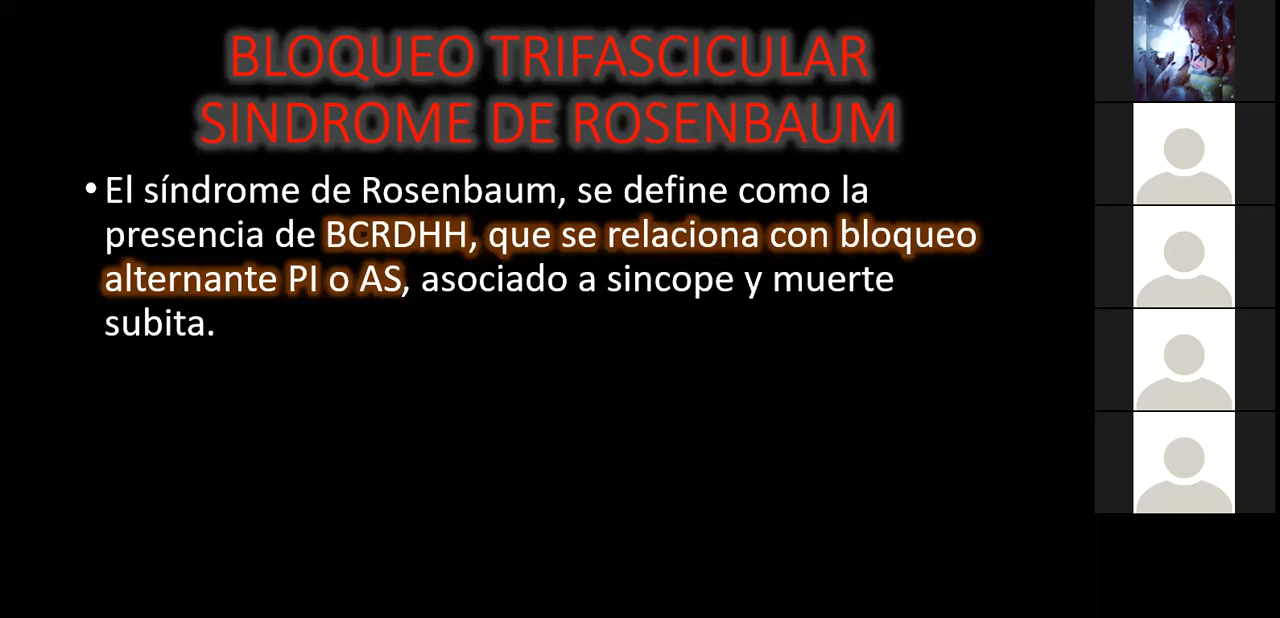 BLOQUEO TRIFASCICULAR
SINDROME DE ROSENBAUM
• El síndrome de Rosenbaum, se define como la
presencia de BCRDHH, que se relaciona con bloqueo
alternante PI o AS, asociado a sincope y muerte
subita.